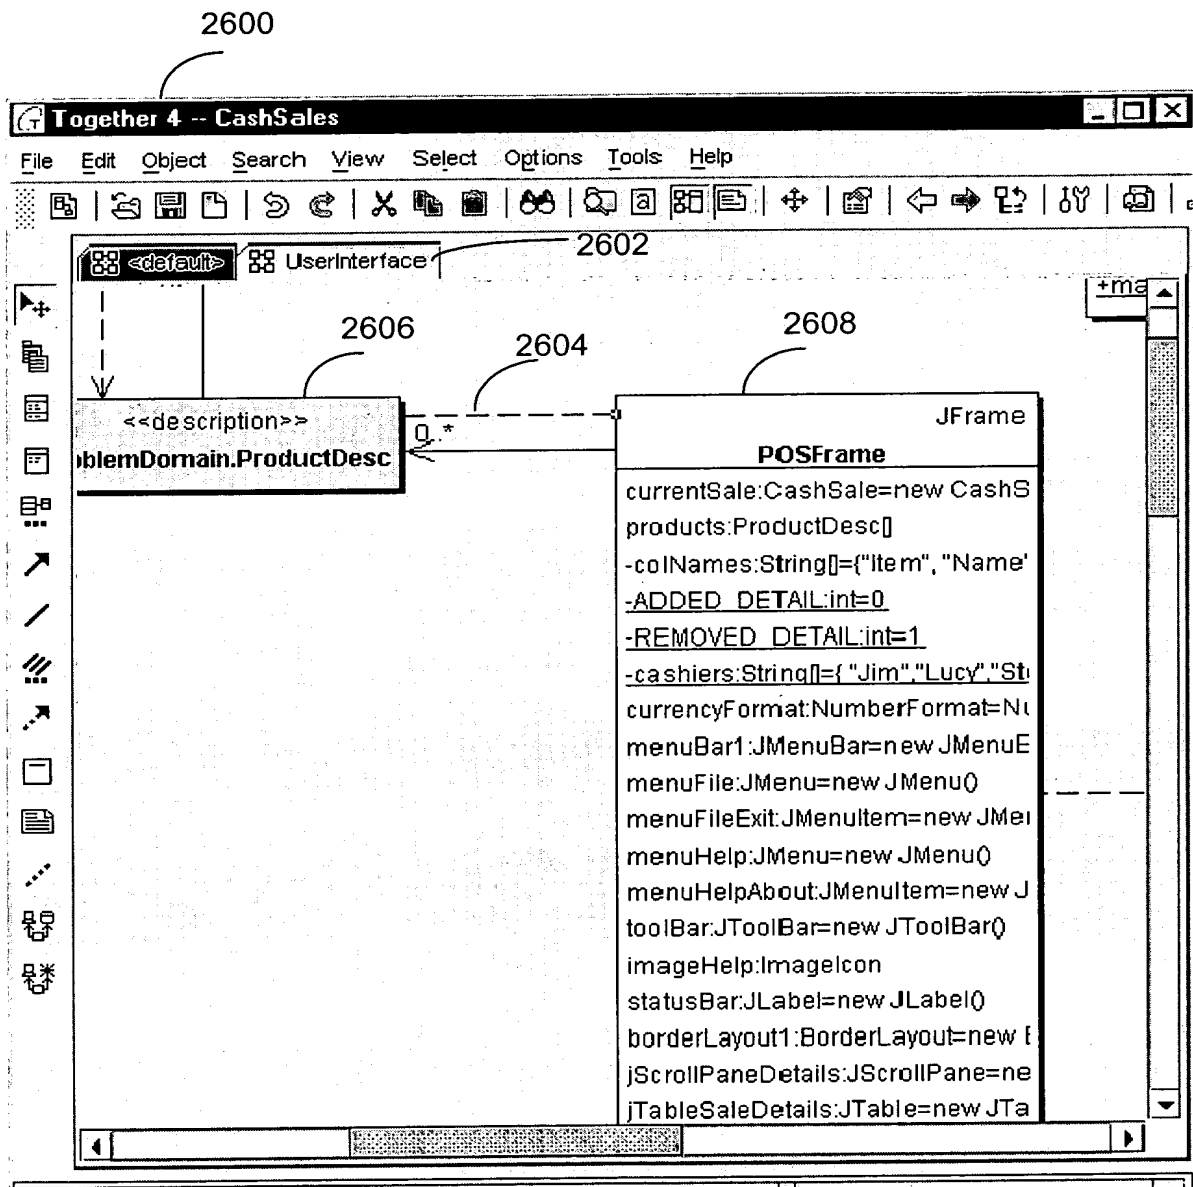 2600
Together 4 -- CashSales
File Edit Object Search View Select Options Tools Help
<default> UserInterface
2602
+ma
2606
2604
2608
<<description>>
oblemDomain.ProductDesc
0..*
JFrame
POSFrame
currentSale:CashSale=new CashS
products:ProductDesc[]
-colNames:String[]={"Item", "Name"
-ADDED_DETAIL:int=0
-REMOVED_DETAIL:int=1
-cashiers:String[]={ "Jim","Lucy","St
currencyFormat:NumberFormat=Nu
menuBar1:JMenuBar=new JMenuE
menuFile:JMenu=new JMenu()
menuFileExit:JMenuItem=new JMe
menuHelp:JMenu=new JMenu()
menuHelpAbout:JMenuItem=new J
toolBar:JToolBar=new JToolBar()
imageHelp:ImageIcon
statusBar:JLabel=new JLabel()
borderLayout1:BorderLayout=new
jScrollPaneDetails:JScrollPane=ne
jTableSaleDetails:JTable=new JTa